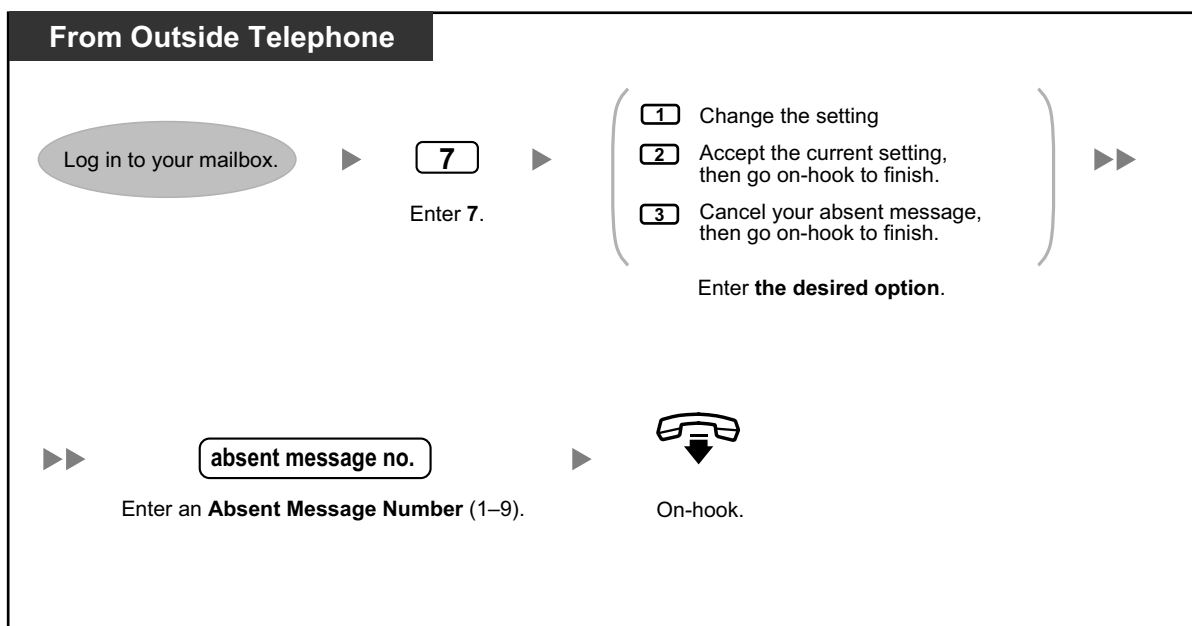 From Outside Telephone
Log in to your mailbox.
7
Enter 7.
1 Change the setting
2 Accept the current setting,
then go on-hook to finish.
3 Cancel your absent message,
then go on-hook to finish.
Enter the desired option.
absent message no.
Enter an Absent Message Number (1–9).
On-hook.